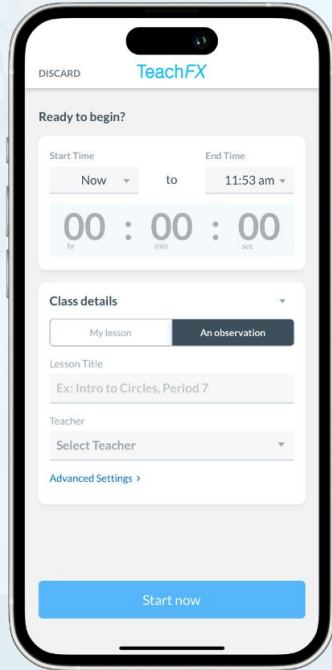 DISCARD TeachFX
Ready to begin?
Start Time End Time
Now to 11:53 am
00 : 00 : 00
hr min sec
Class details
My lesson An observation
Lesson Title
Ex: Intro to Circles, Period 7
Teacher
Select Teacher
Advanced Settings >
Start now